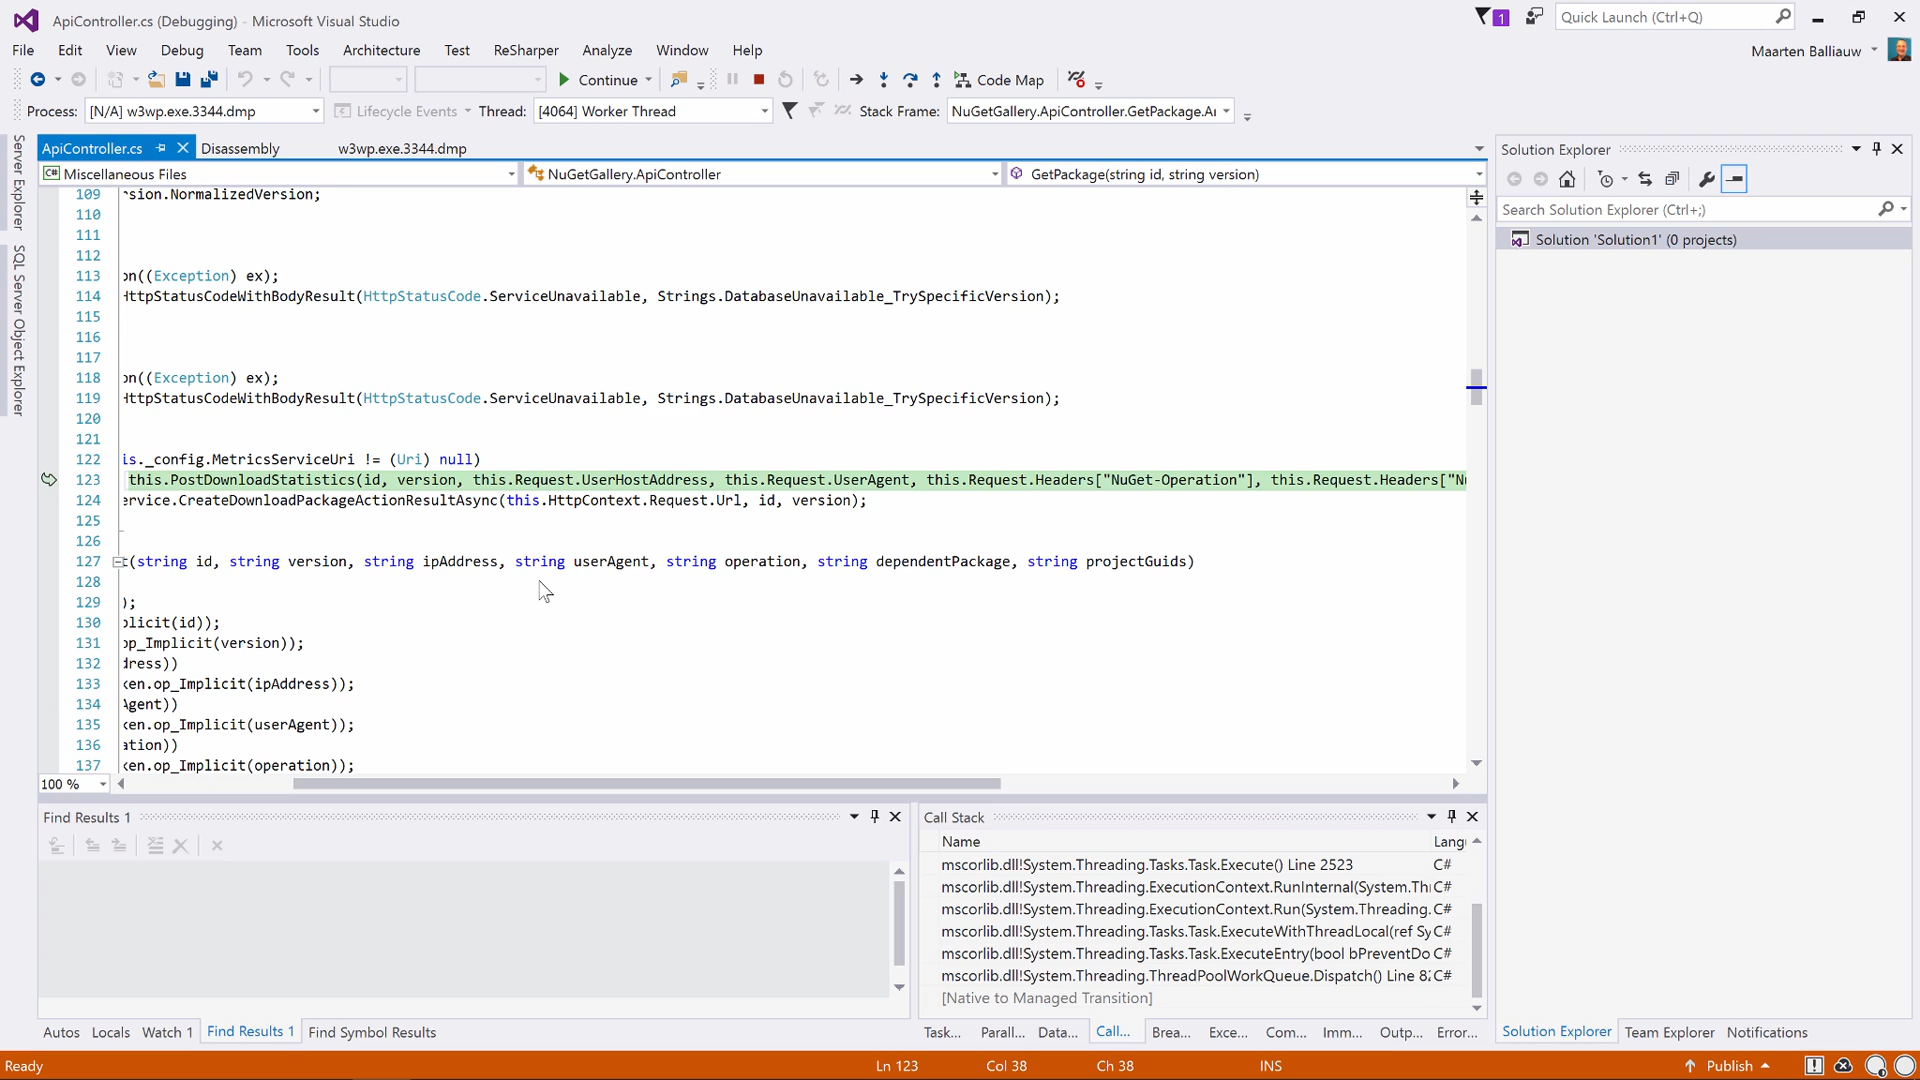 ApiController.cs (Debugging) - Microsoft Visual Studio
1
Quick Launch (Ctrl+Q)
File Edit View Debug Team Tools Architecture Test ReSharper Analyze Window Help
Maarten Balliauw
Continue Code Map
Process: [N/A] w3wp.exe.3344.dmp Lifecycle Events Thread: [4064] Worker Thread Stack Frame: NuGetGallery.ApiController.GetPackage.A
Server Explorer
SQL Server Object Explorer
ApiController.cs Disassembly w3wp.exe.3344.dmp
Miscellaneous Files NuGetGallery.ApiController GetPackage(string id, string version)
109 rsion.NormalizedVersion;
110
111
112
113 on((Exception) ex);
114 HttpStatusCodeWithBodyResult(HttpStatusCode.ServiceUnavailable, Strings.DatabaseUnavailable_TrySpecificVersion);
115
116
117
118 on((Exception) ex);
119 HttpStatusCodeWithBodyResult(HttpStatusCode.ServiceUnavailable, Strings.DatabaseUnavailable_TrySpecificVersion);
120
121
122 is._config.MetricsServiceUri != (Uri) null)
123 this.PostDownloadStatistics(id, version, this.Request.UserHostAddress, this.Request.UserAgent, this.Request.Headers["NuGet-Operation"], this.Request.Headers["N
124 ervice.CreateDownloadPackageActionResultAsync(this.HttpContext.Request.Url, id, version);
125
126
127 t(string id, string version, string ipAddress, string userAgent, string operation, string dependentPackage, string projectGuids)
128
129 );
130 plicit(id));
131 op_Implicit(version));
132 dress))
133 ken.op_Implicit(ipAddress));
134 Agent))
135 ken.op_Implicit(userAgent));
136 ation))
137 ken.op_Implicit(operation));
100 %
Find Results 1
Autos Locals Watch 1 Find Results 1 Find Symbol Results
Call Stack
Name Lang
mscorlib.dll!System.Threading.Tasks.Task.Execute() Line 2523 C#
mscorlib.dll!System.Threading.ExecutionContext.RunInternal(System.Th C#
mscorlib.dll!System.Threading.ExecutionContext.Run(System.Threading. C#
mscorlib.dll!System.Threading.Tasks.Task.ExecuteWithThreadLocal(ref Sy C#
mscorlib.dll!System.Threading.Tasks.Task.ExecuteEntry(bool bPreventDo C#
mscorlib.dll!System.Threading.ThreadPoolWorkQueue.Dispatch() Line 82 C#
[Native to Managed Transition]
Task... Parall... Data... Call... Brea... Exce... Com... Imm... Outp... Error...
Solution Explorer
Search Solution Explorer (Ctrl+;)
Solution 'Solution1' (0 projects)
Solution Explorer Team Explorer Notifications
Ready Ln 123 Col 38 Ch 38 INS Publish